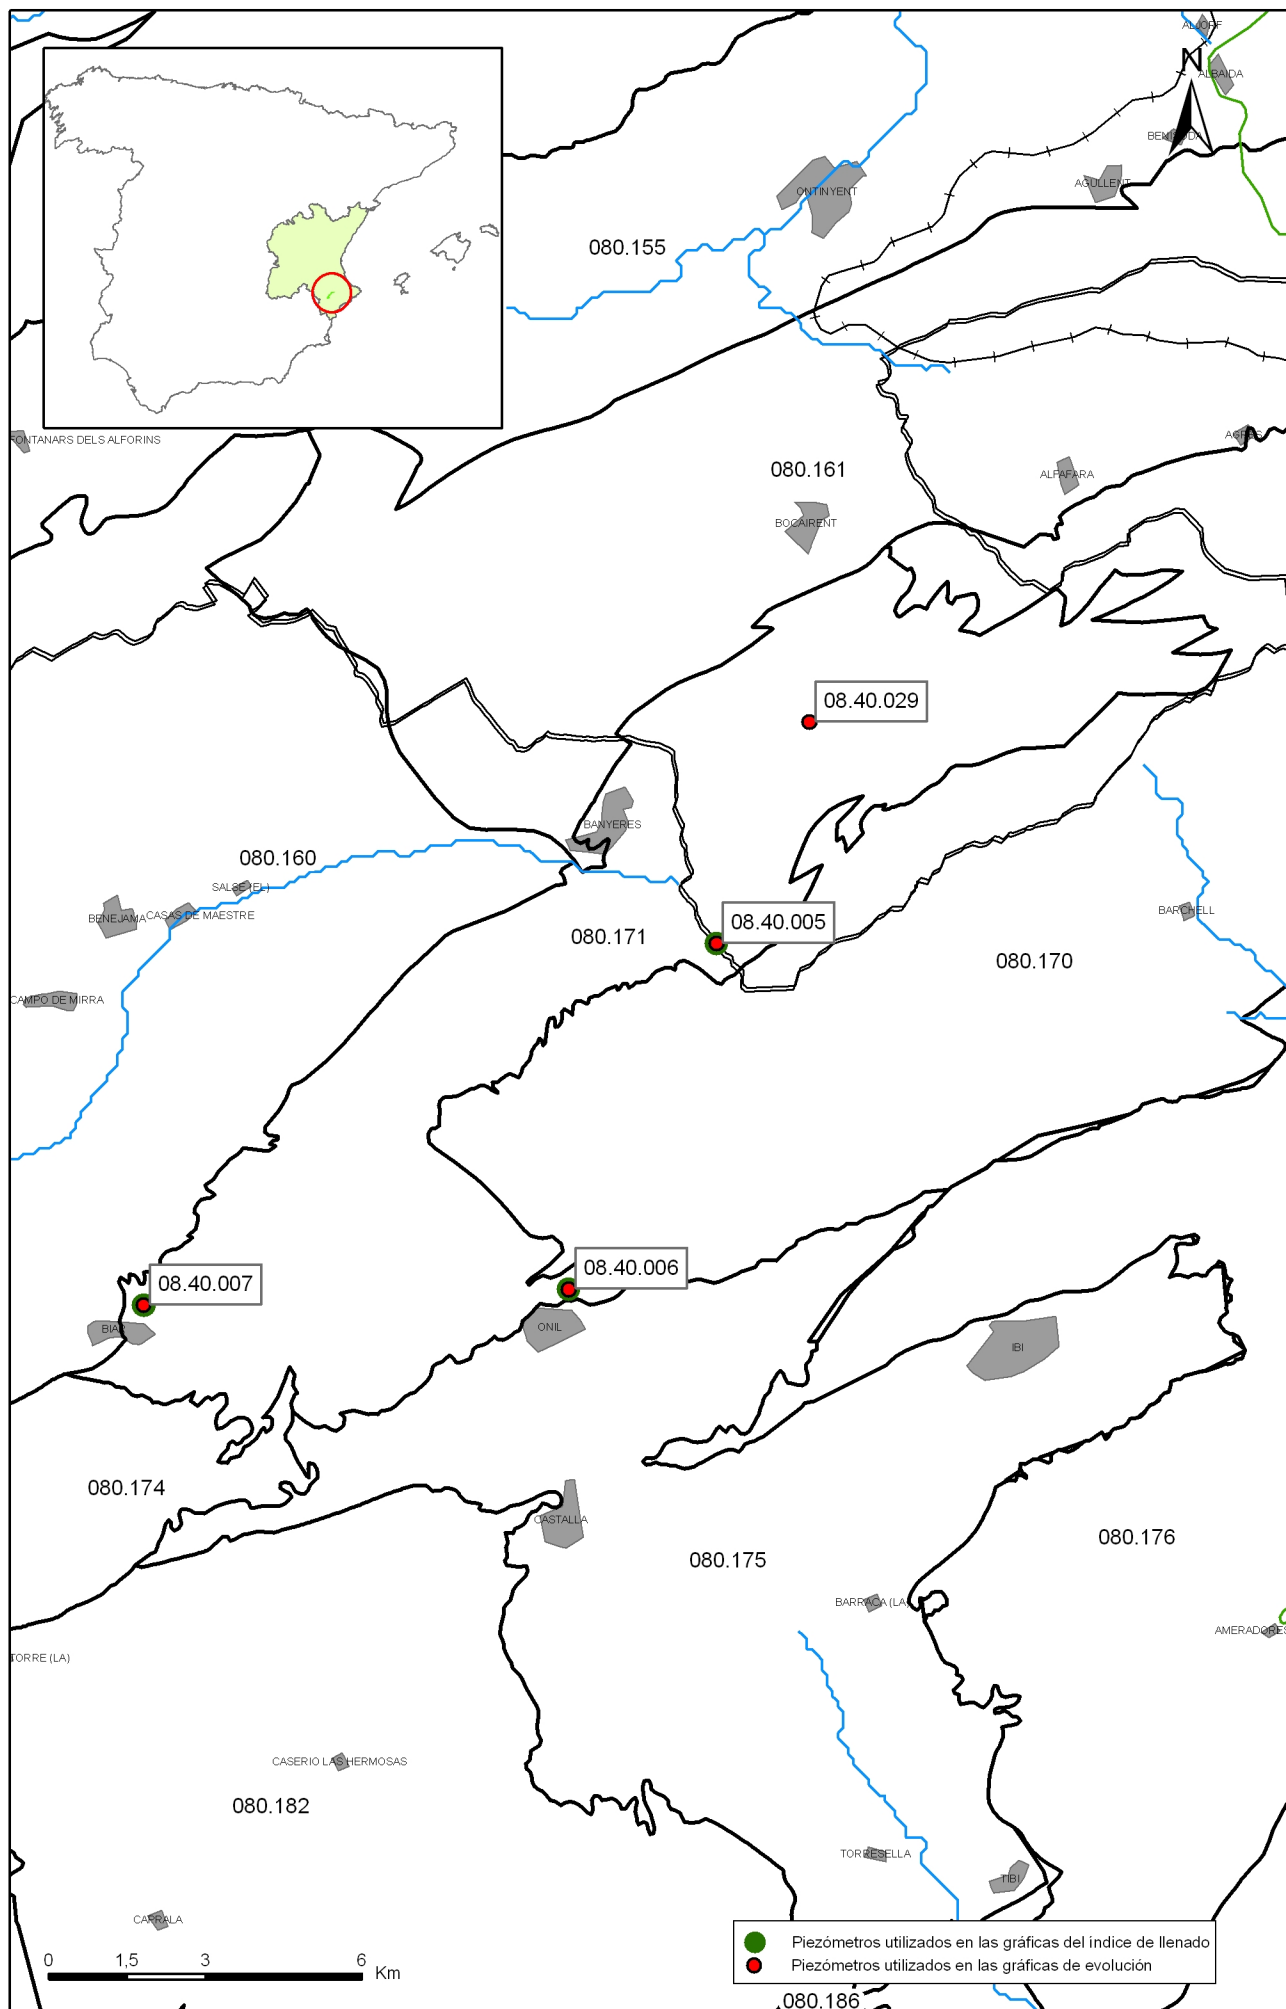 ALJORF
N
ALBAIDA
ONTINYENT
AGULLENT
080.155
FONTANARS DELS ALFORINS
080.161
ALFAFARA
BOCAIRENT
08.40.029
BANYERES
080.160
SALSE (EL)
BENEJAMA
CASAS DE MAESTRE
BARCHELL
08.40.005
080.171
080.170
CAMPO DE MIRRA
08.40.007
08.40.006
BIAR
ONIL
IBI
080.174
CASTALLA
080.175
080.176
BARRACA (LA)
AMERADORES
TORRE (LA)
CASERIO LAS HERMOSAS
080.182
TORRESELLA
TIBI
CAPRALA
0 1,5 3 6
Km
Piezómetros utilizados en las gráficas del índice de llenado
Piezómetros utilizados en las gráficas de evolución
080.186